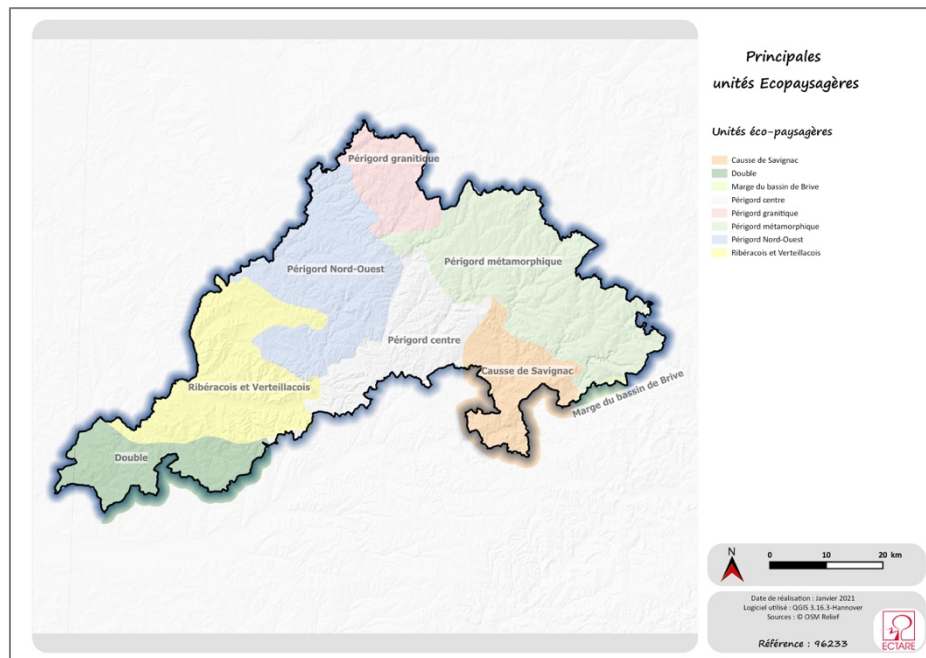 Principales
unités Ecopaysagères
Unités éco-paysagères
Causse de Savignac
Double
Marge du bassin de Brive
Périgord centre
Périgord granitique
Périgord métamorphique
Périgord Nord-Ouest
Ribéracois et Verteillacois
Périgord granitique
Périgord métamorphique
Périgord Nord-Ouest
Périgord centre
Causse de Savignac
Ribéracois et Verteillacois
Marge du bassin de Brive
Double
N
0 10 20 km
Date de réalisation : Janvier 2021
Logiciel utilisé : QGIS 3.16.3-Hannover
Sources : © OSM Relief
Référence : 96233
ECTARE